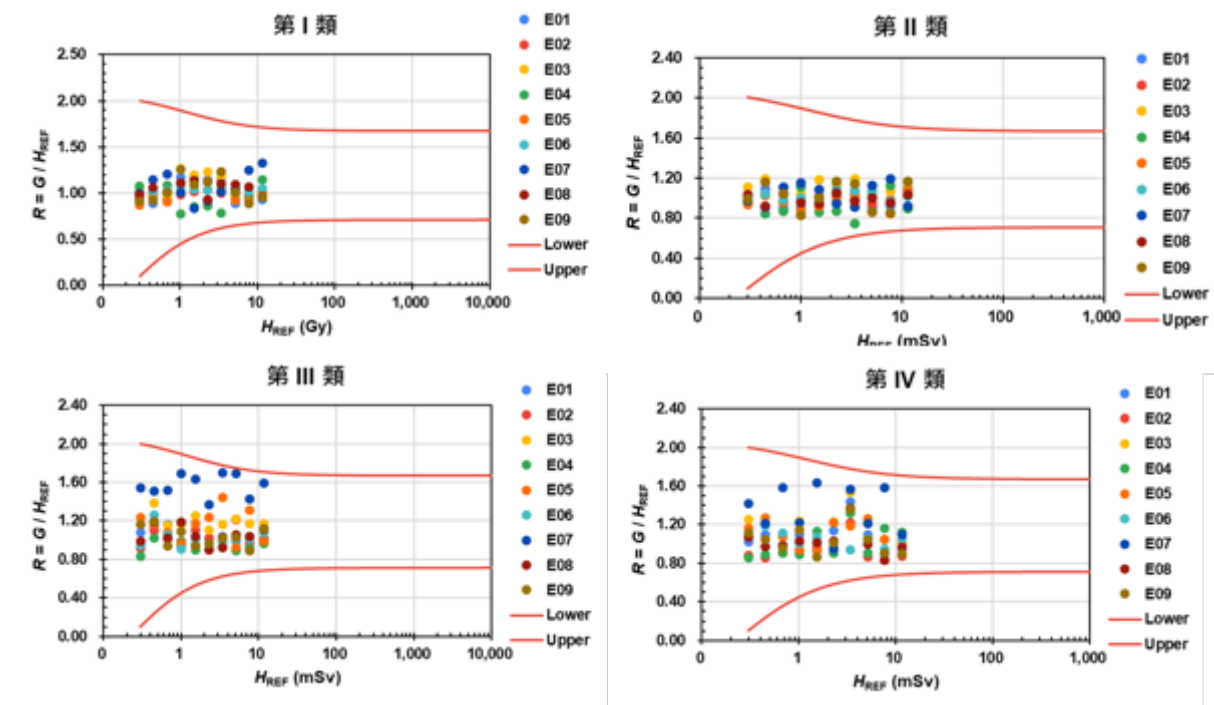 第 I 類
2.50
2.00
1.50
1.00
0.50
0.00
R = G / HREF
0 1 10 100 1,000 10,000
HREF (Gy)
E01
E02
E03
E04
E05
E06
E07
E08
E09
Lower
Upper
第 II 類
2.40
2.00
1.60
1.20
0.80
0.40
0.00
R = G / HREF
0 1 10 100 1,000
HREF (mSv)
E01
E02
E03
E04
E05
E06
E07
E08
E09
Lower
Upper
第 III 類
2.40
2.00
1.60
1.20
0.80
0.40
0.00
R = G / HREF
0 1 10 100 1,000 10,000
HREF (mSv)
E01
E02
E03
E04
E05
E06
E07
E08
E09
Lower
Upper
第 IV 類
2.40
2.00
1.60
1.20
0.80
0.40
0.00
R = G / HREF
0 1 10 100 1,000
HREF (mSv)
E01
E02
E03
E04
E05
E06
E07
E08
E09
Lower
Upper